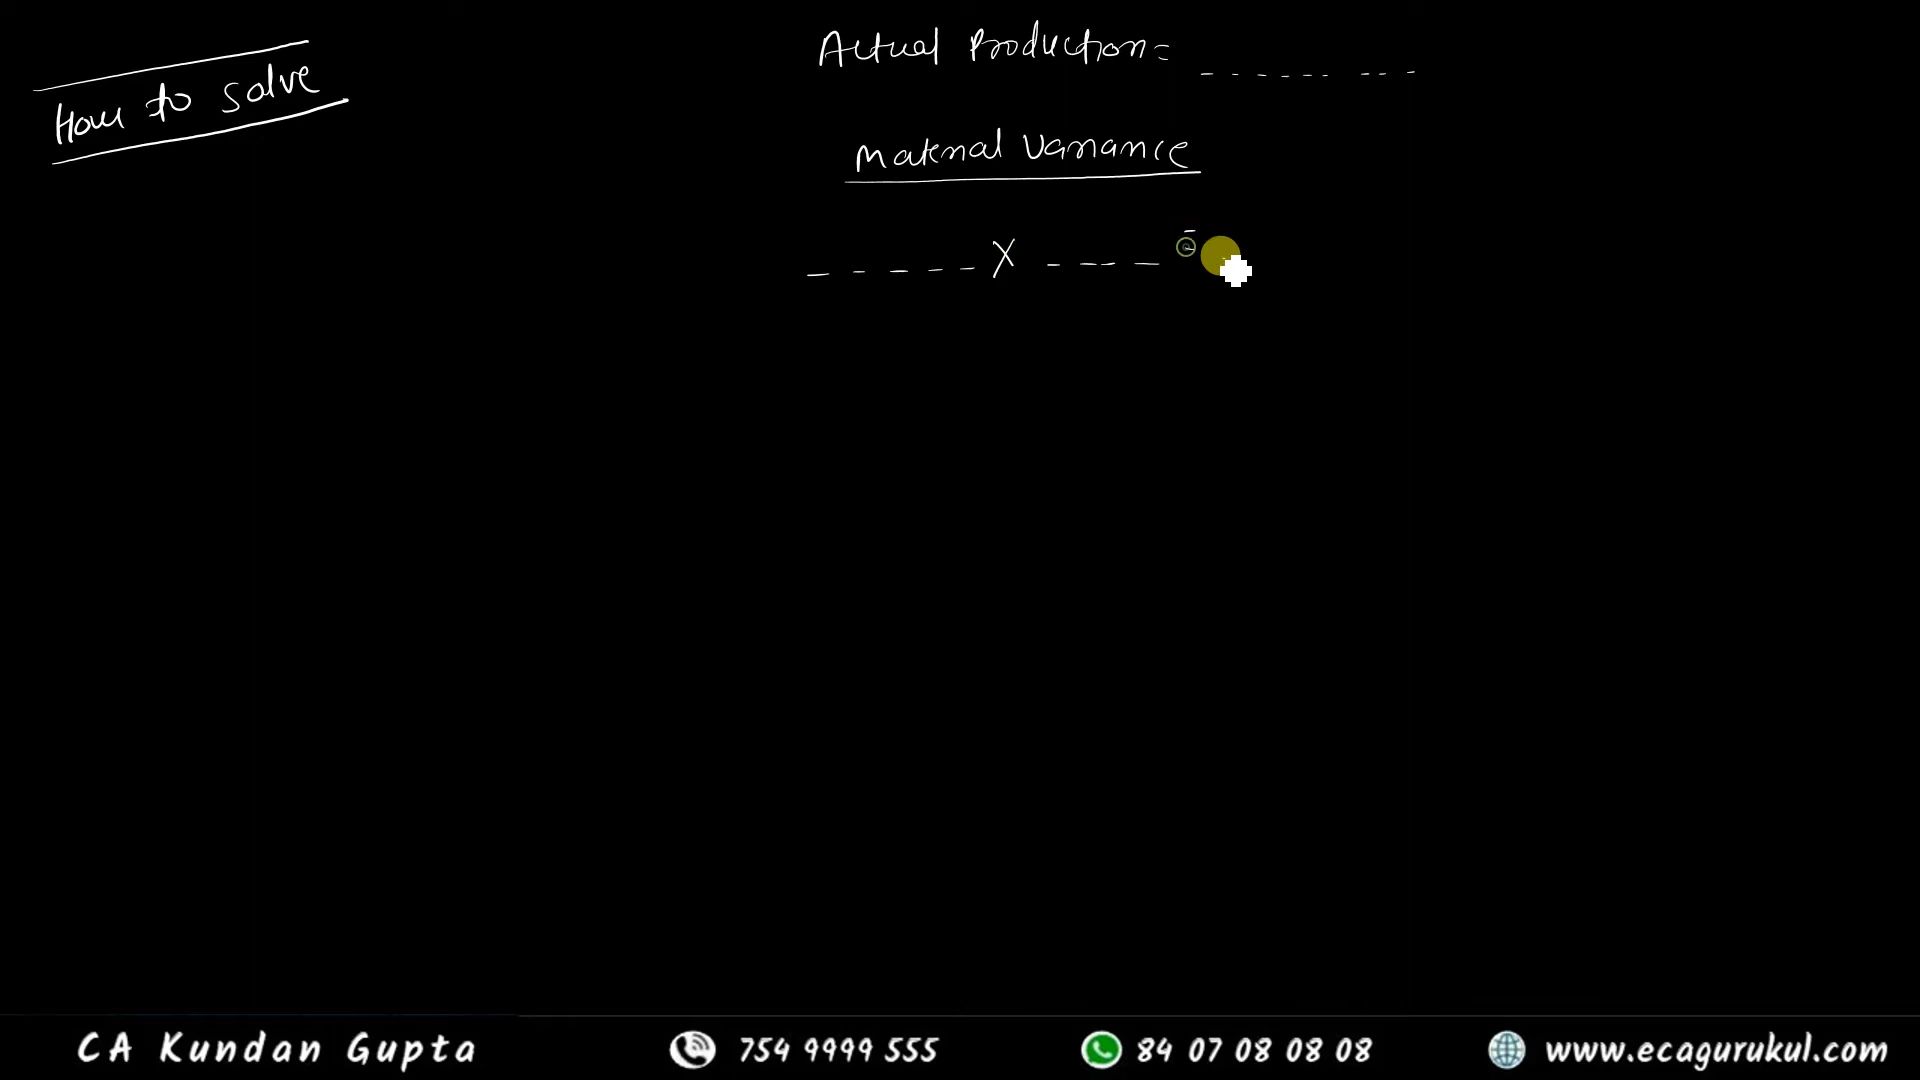 How to solve
Actual Production =
Material Variance
X =
CA Kundan Gupta
754 9999 555
84 07 08 08 08
www.ecagurukul.com